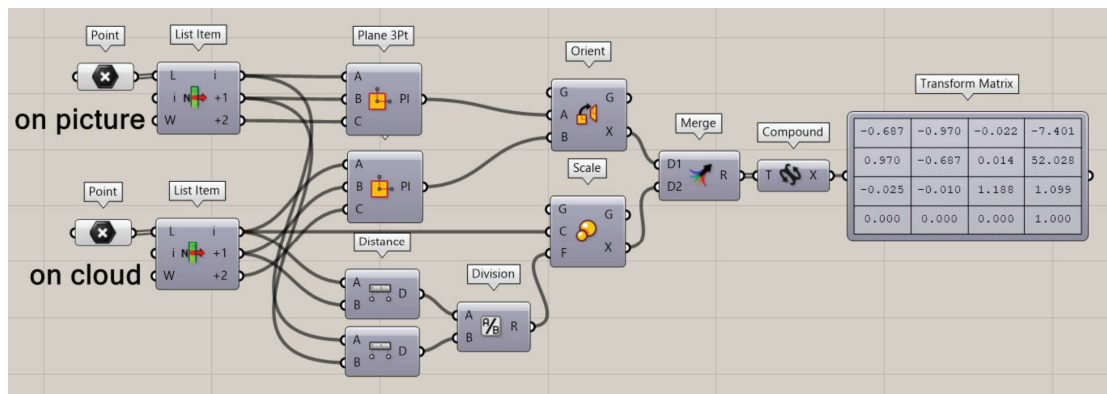 Point
List Item
Plane 3Pt
Orient
Transform Matrix
Merge
Compound
L i
i N +1
W +2
A
B Pl
C
G G
A
B X
D1
D2 R
T X
-0.687 -0.970 -0.022 -7.401
0.970 -0.687 0.014 52.028
-0.025 -0.010 1.188 1.099
0.000 0.000 0.000 1.000
on picture
Point
List Item
A
B Pl
C
Scale
G G
C
F X
L i
i N +1
W +2
on cloud
Distance
A
B D
Division
A
B A/B R
A
B D